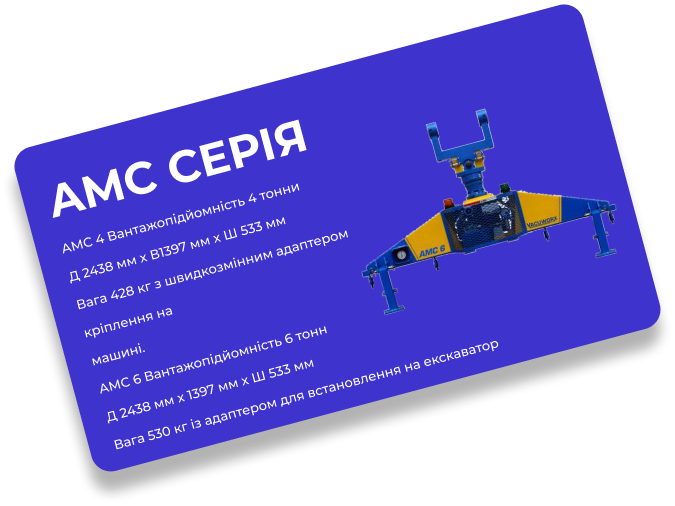 АМС СЕРІЯ
АМС 4 Вантажопідйомність 4 тонни
Д 2438 мм х В1397 мм х Ш 533 мм
Вага 428 кг з швидкозмінним адаптером
кріплення на
машині.
АМС 6 Вантажопідйомність 6 тонн
Д 2438 мм х 1397 мм х Ш 533 мм
Вага 530 кг із адаптером для встановлення на екскаватор
AMC 6
VACUWORX